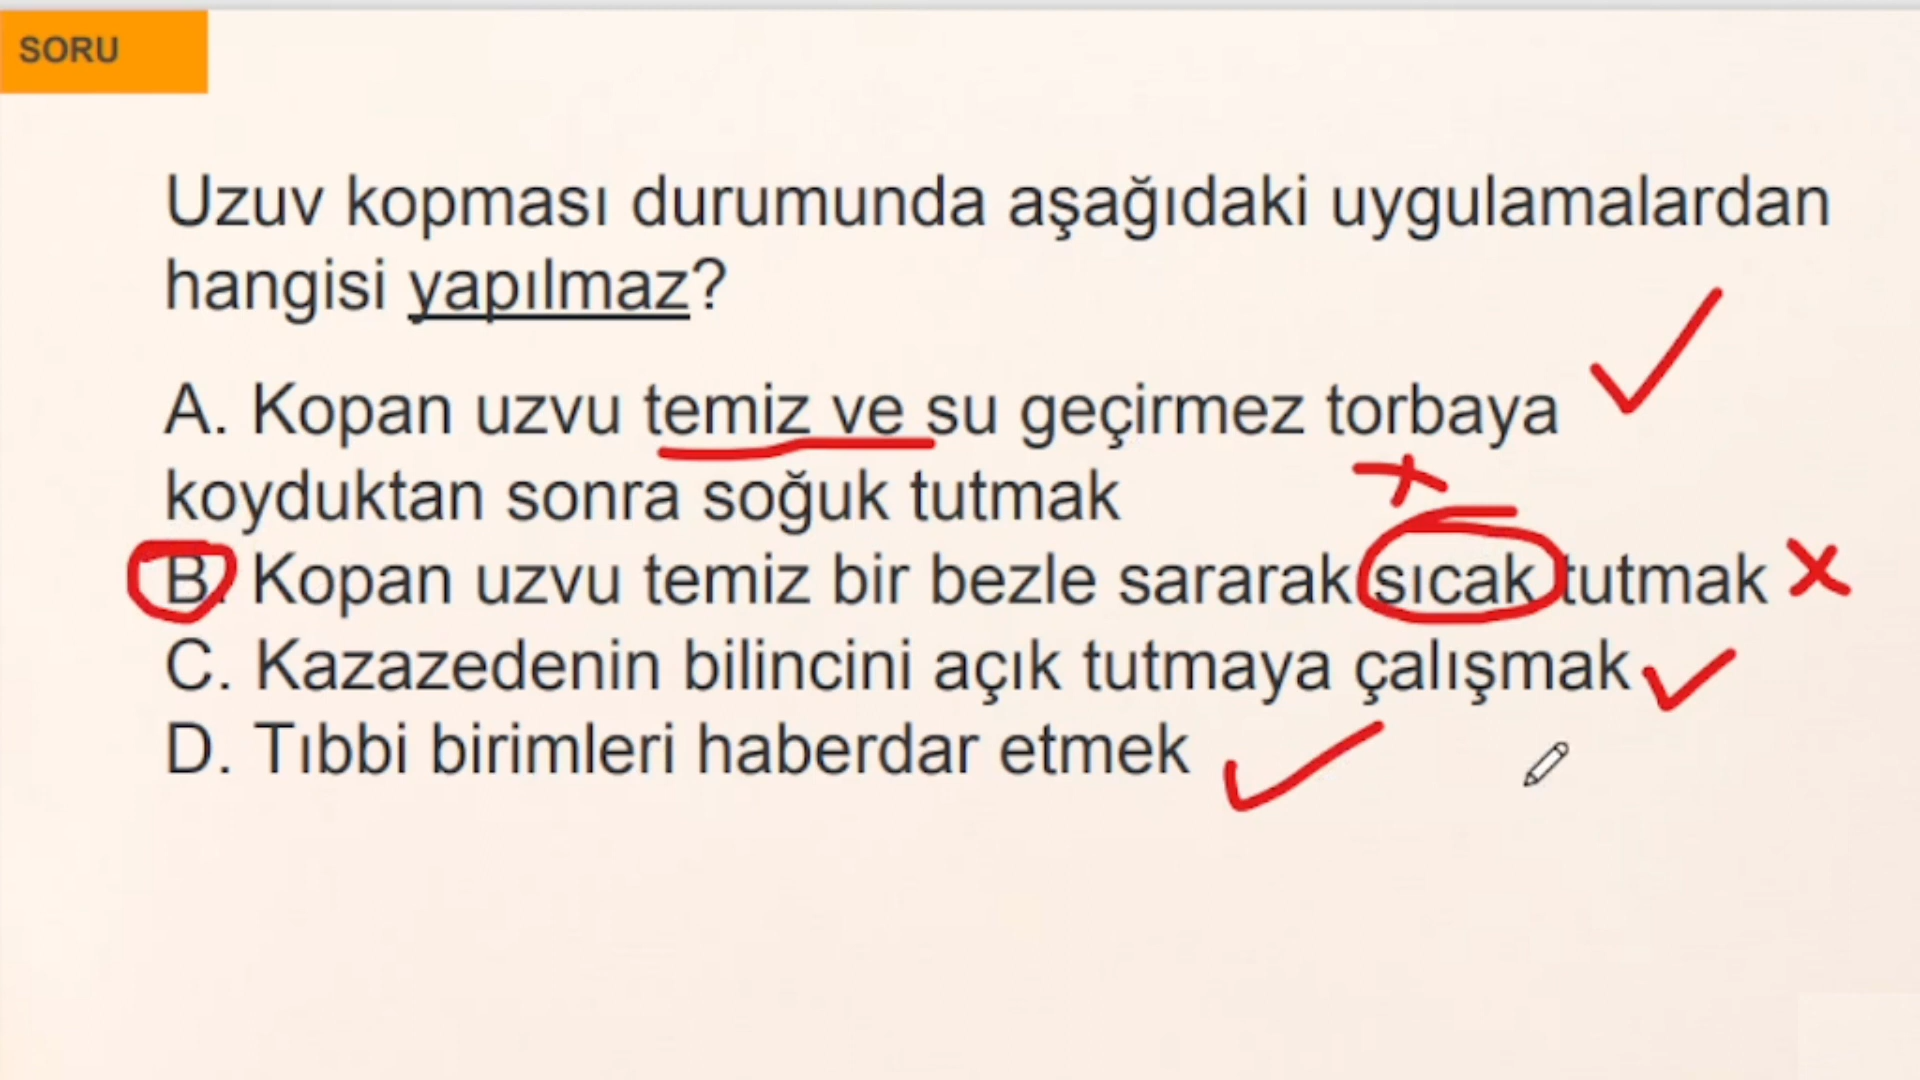 SORU
Uzuv kopması durumunda aşağıdaki uygulamalardan
hangisi yapılmaz?
A. Kopan uzvu temiz ve su geçirmez torbaya
koyduktan sonra soğuk tutmak
B. Kopan uzvu temiz bir bezle sararak sıcak tutmak
C. Kazazedenin bilincini açık tutmaya çalışmak
D. Tıbbi birimleri haberdar etmek